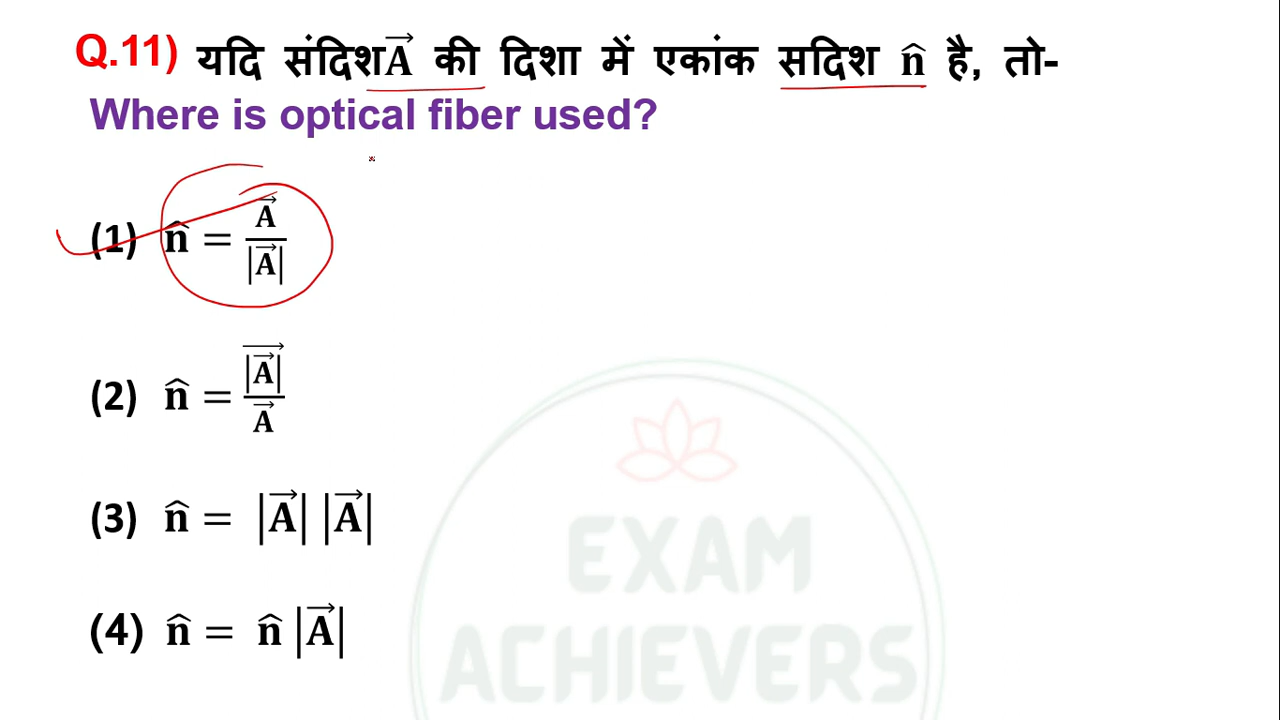 Q.11) यदि संदिश A⃗ की दिशा में एकांक सदिश n̂ है, तो-
Where is optical fiber used?
(1) n̂ = A⃗ / |A⃗|
(2) n̂ = |A⃗|⃗ / A⃗
(3) n̂ = |A⃗| |A⃗|
(4) n̂ = n̂ |A⃗|
EXAM
ACHIEVERS